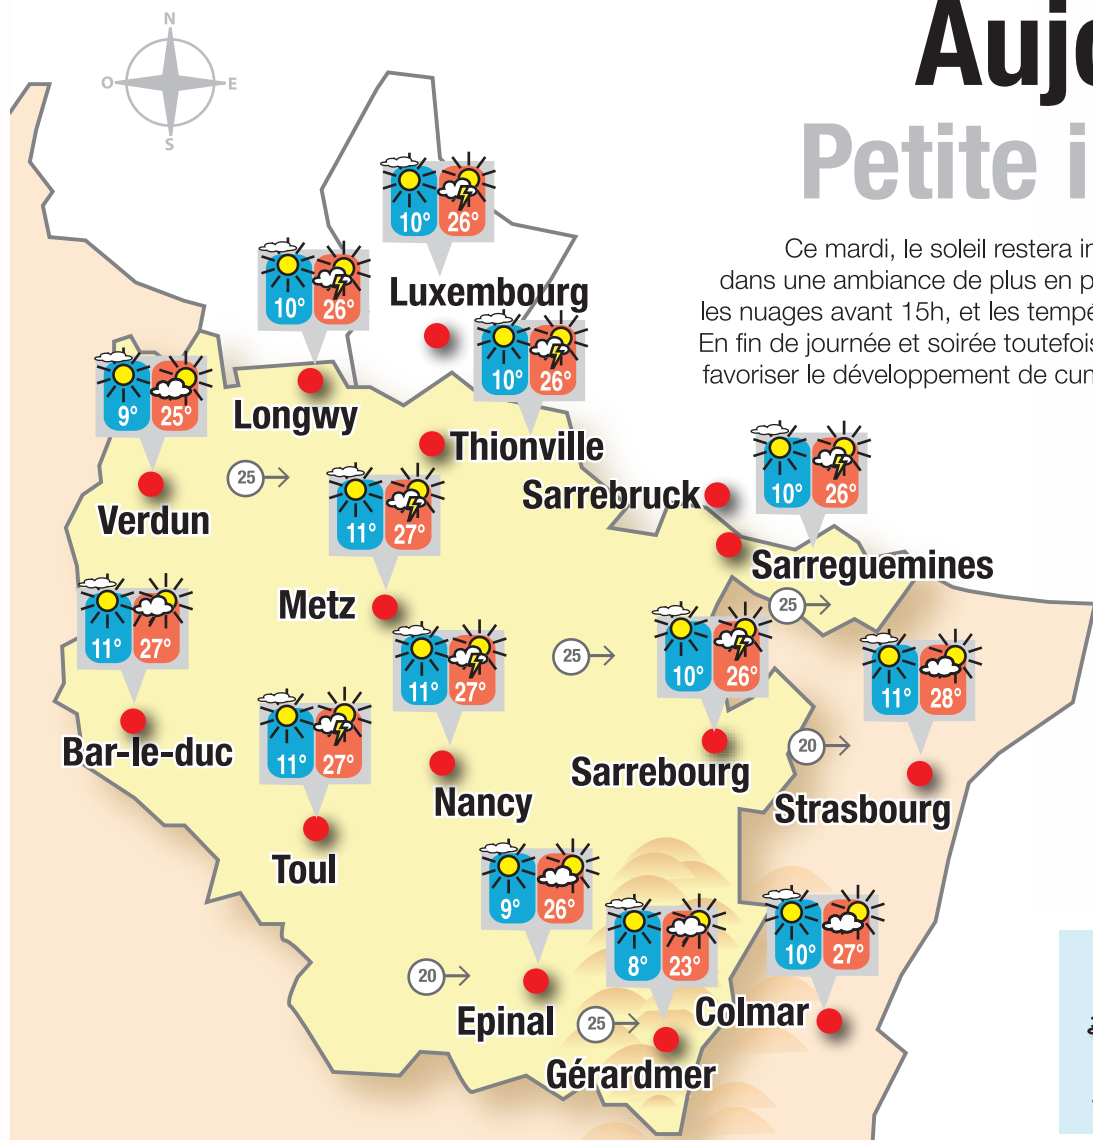 Aujo
Petite i
Ce mardi, le soleil restera
dans une ambiance de plus en
les nuages avant 15h, et les
En fin de journée et soirée toutefois
favoriser le développement de
N
O E
S
10° 26°
Luxembourg
10° 26°
Longwy
10° 26°
Thionville
9° 25°
Verdun
25
11° 27°
Metz
Sarrebruck
10° 26°
Sarreguemines
25
11° 27°
Bar-le-duc
11° 27°
Nancy
25
10° 26°
Sarrebourg
11° 28°
Strasbourg
20
11° 27°
Toul
9° 26°
Epinal
20
8° 23°
Gérardmer
25
10° 27°
Colmar